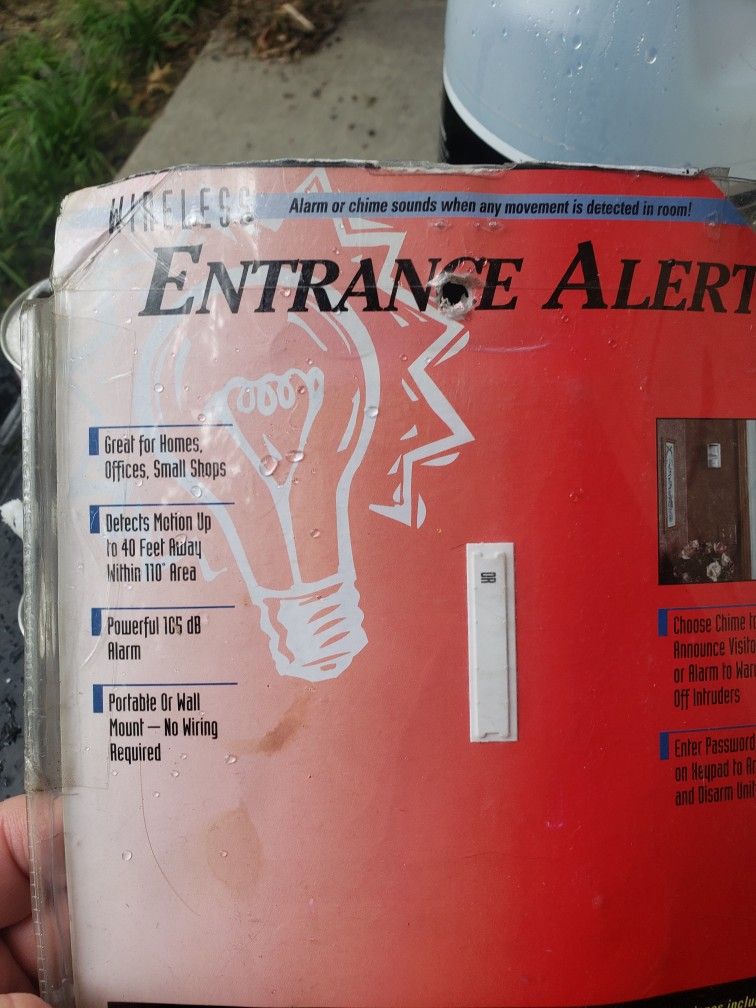 WIRELESS
Alarm or chime sounds when any movement is detected in room!
ENTRANCE ALERT
Great for Homes,
Offices, Small Shops
Detects Motion Up
to 40 Feet Away
Within 110° Area
Powerful 105 dB
Alarm
Portable Or Wall
Mount — No Wiring
Required
DR
Choose Chime to
Announce Visito
or Alarm to War
Off Intruders
Enter Password
on Keypad to Ar
and Disarm Unit